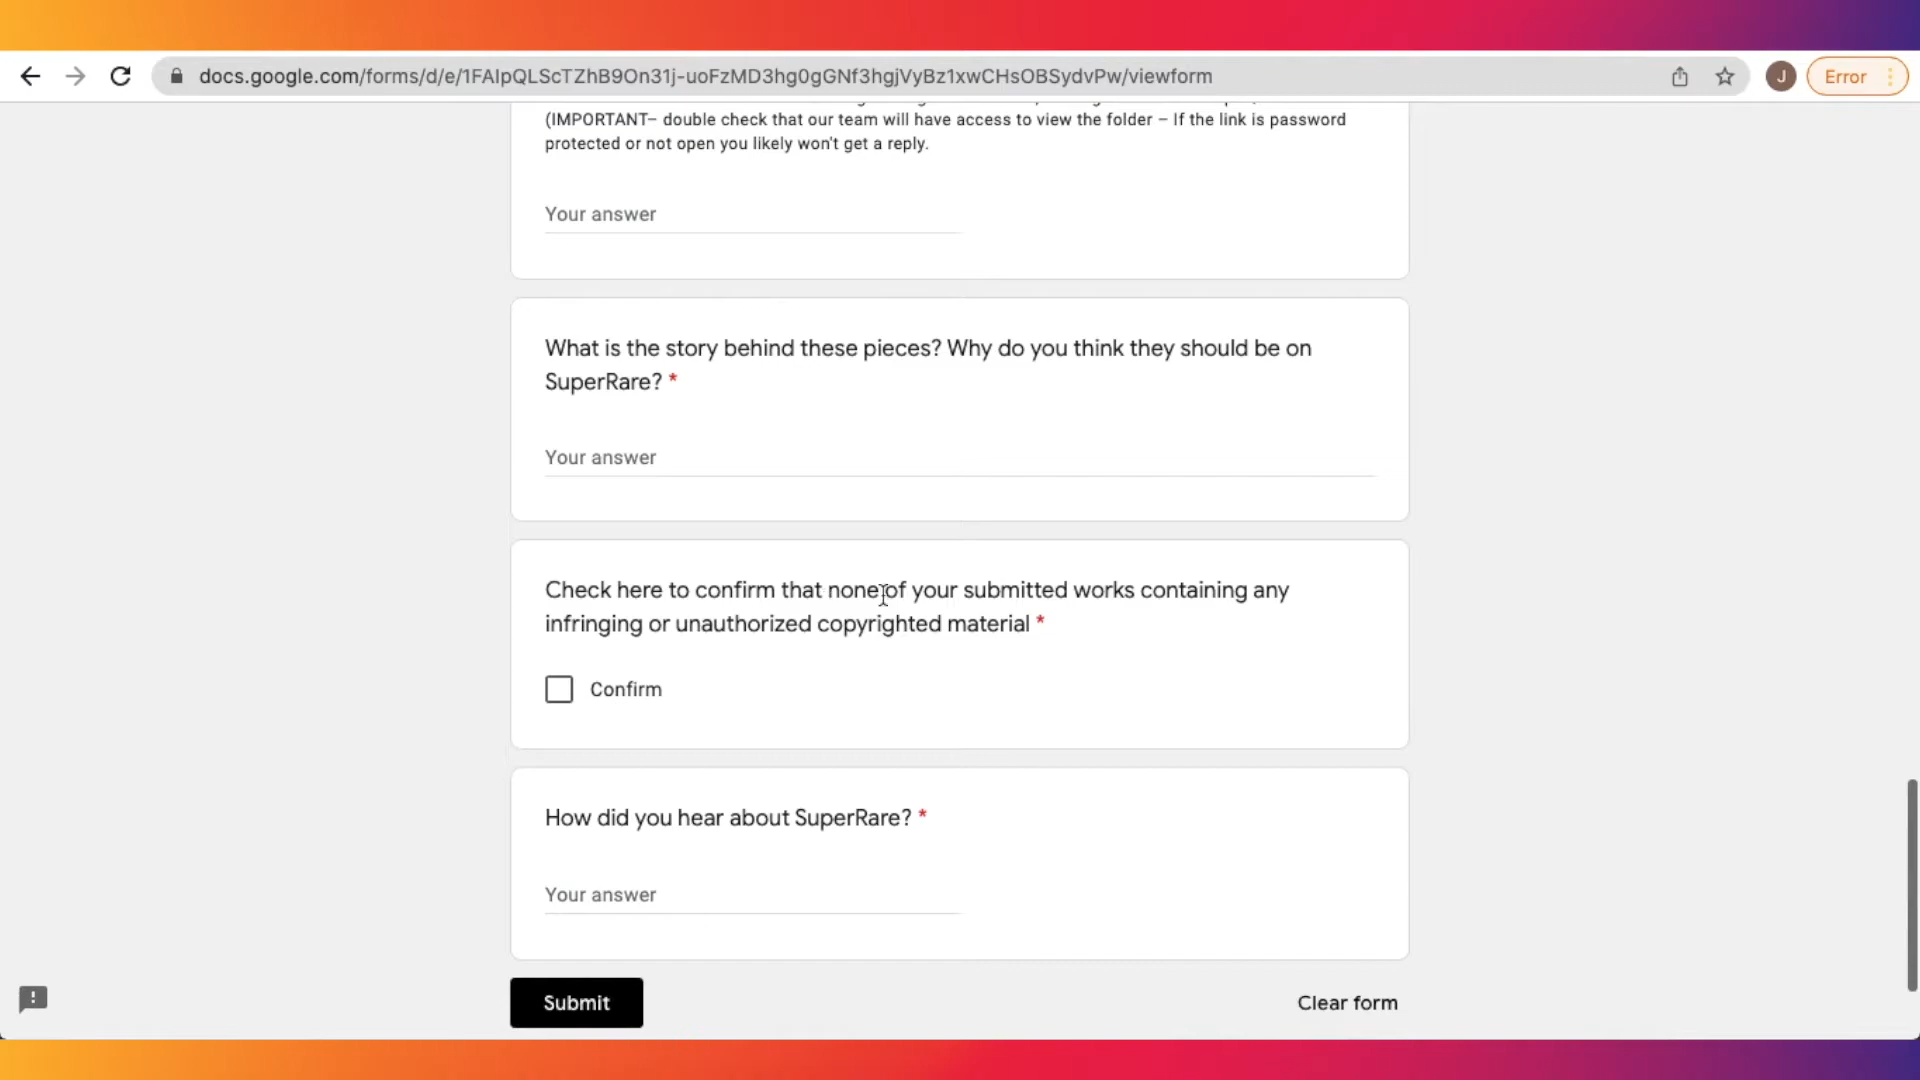 docs.google.com/forms/d/e/1FAIpQLScTZhB9On31j-uoFzMD3hg0gGNf3hgjVyBz1xwCHsOBSydvPw/viewform
J
Error
(IMPORTANT– double check that our team will have access to view the folder – If the link is password
protected or not open you likely won't get a reply.
Your answer
What is the story behind these pieces? Why do you think they should be on
SuperRare? *
Your answer
Check here to confirm that none of your submitted works containing any
infringing or unauthorized copyrighted material *
Confirm
How did you hear about SuperRare? *
Your answer
Submit
Clear form